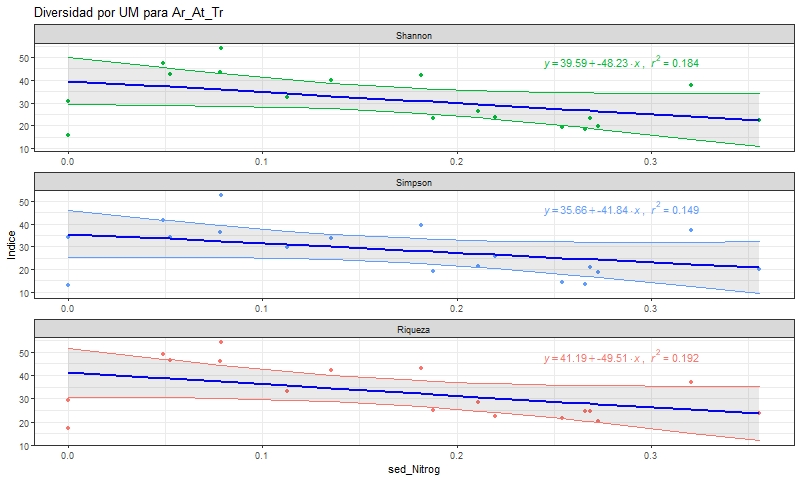 Diversidad por UM para Ar_At_Tr
Shannon
50
40
30
20
10
y = 39.59 + -48.23 · x , r² = 0.184
0.0 0.1 0.2 0.3
Simpson
50
40
30
20
10
y = 35.66 + -41.84 · x , r² = 0.149
0.0 0.1 0.2 0.3
Indice
Riqueza
50
40
30
20
10
y = 41.19 + -49.51 · x , r² = 0.192
0.0 0.1 0.2 0.3
sed_Nitrog